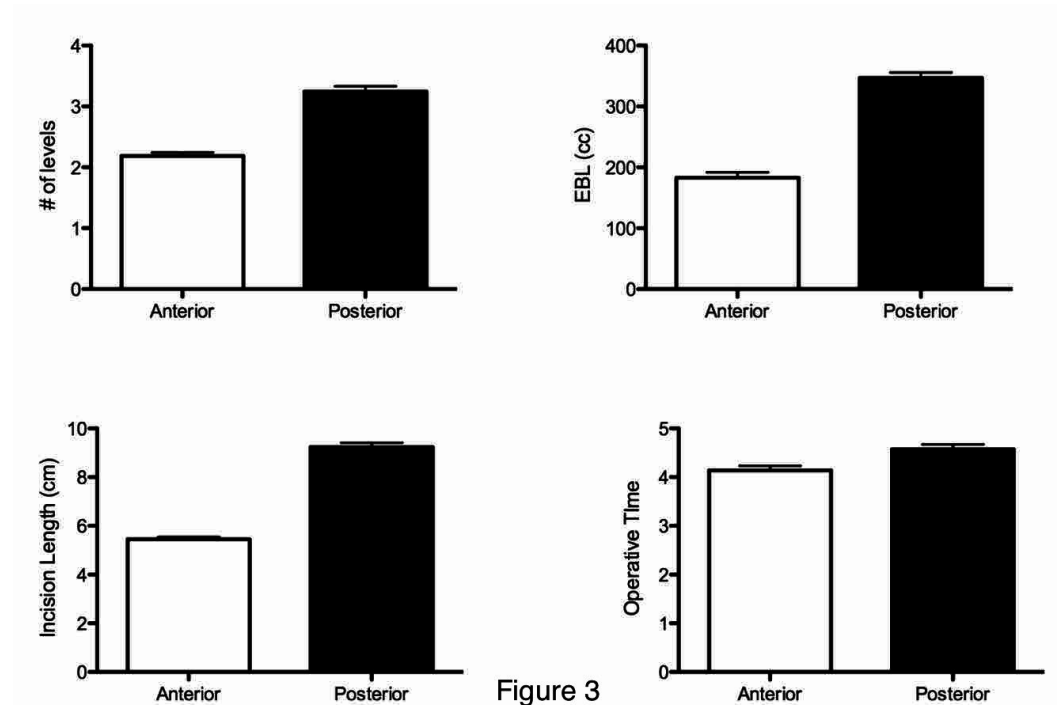 # of levels
4
3
2
1
0
Anterior Posterior
EBL (cc)
400
300
200
100
0
Anterior Posterior
Incision Length (cm)
10
8
6
4
2
0
Anterior Posterior
Operative TIme
5
4
3
2
1
0
Anterior Posterior
Figure 3